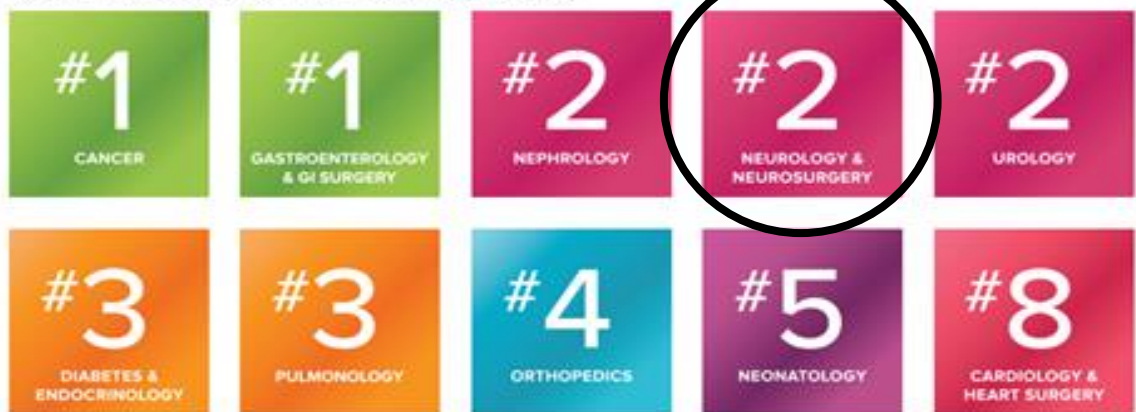 #1
CANCER
#1
GASTROENTEROLOGY
& GI SURGERY
#2
NEPHROLOGY
#2
NEUROLOGY &
NEUROSURGERY
#2
UROLOGY
#3
DIABETES &
ENDOCRINOLOGY
#3
PULMONOLOGY
#4
ORTHOPEDICS
#5
NEONATOLOGY
#8
CARDIOLOGY &
HEART SURGERY